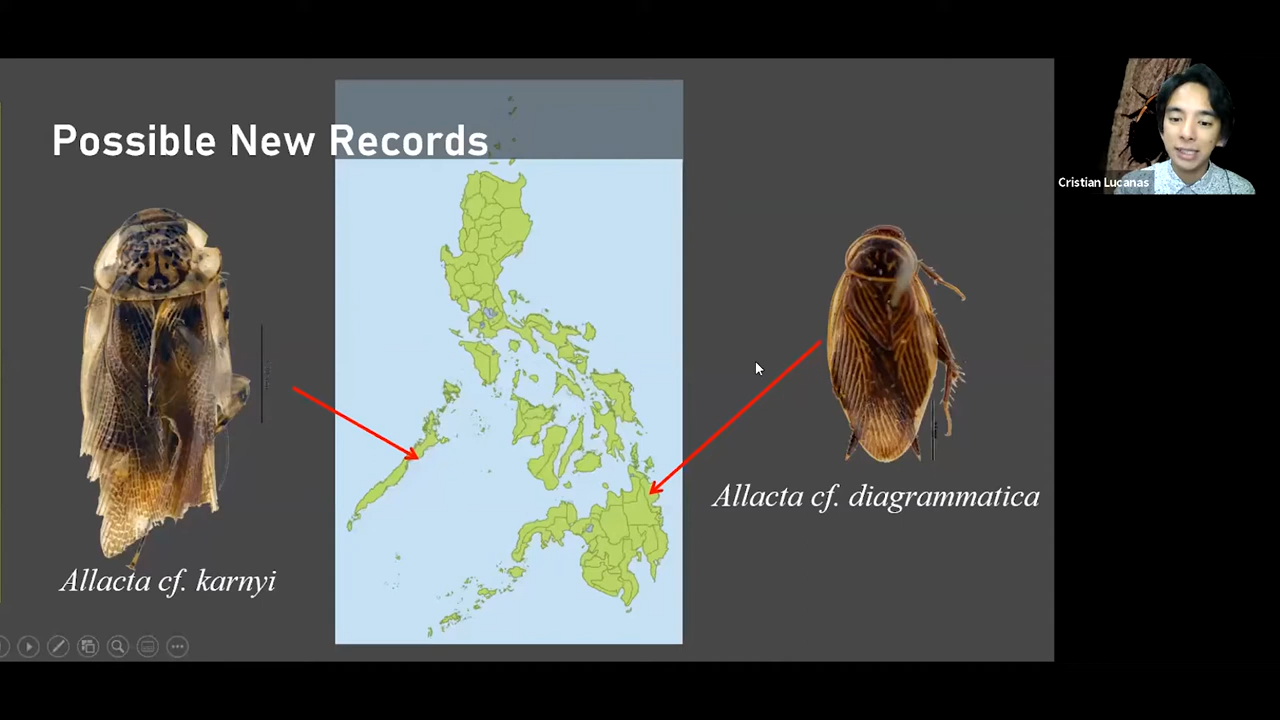 Possible New Records
Cristian Lucanas
Allacta cf. diagrammatica
Allacta cf. karnyi